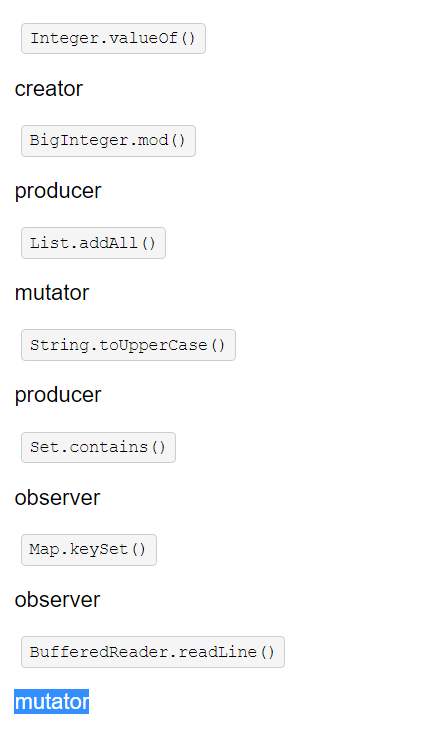 Integer.valueOf()
creator
BigInteger.mod()
producer
List.addAll()
mutator
String.toUpperCase()
producer
Set.contains()
observer
Map.keySet()
observer
BufferedReader.readLine()
mutator